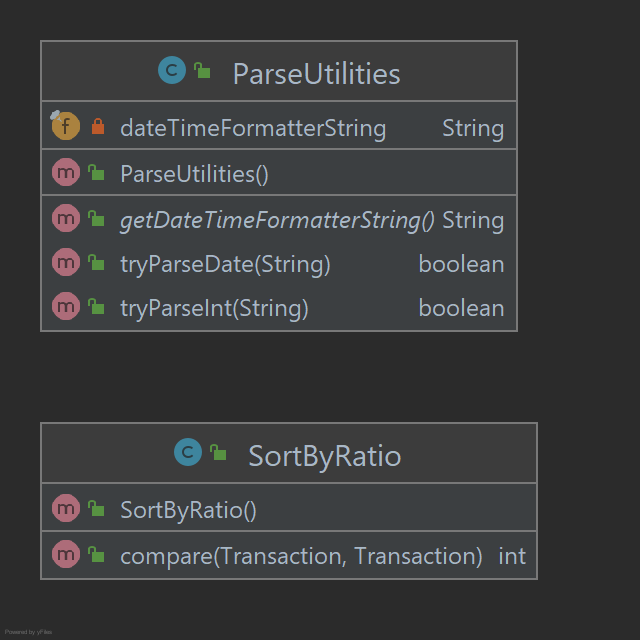 C ParseUtilities
f dateTimeFormatterString String
m ParseUtilities()
m getDateTimeFormatterString() String
m tryParseDate(String) boolean
m tryParseInt(String) boolean
C SortByRatio
m SortByRatio()
m compare(Transaction, Transaction) int
Powered by yFiles